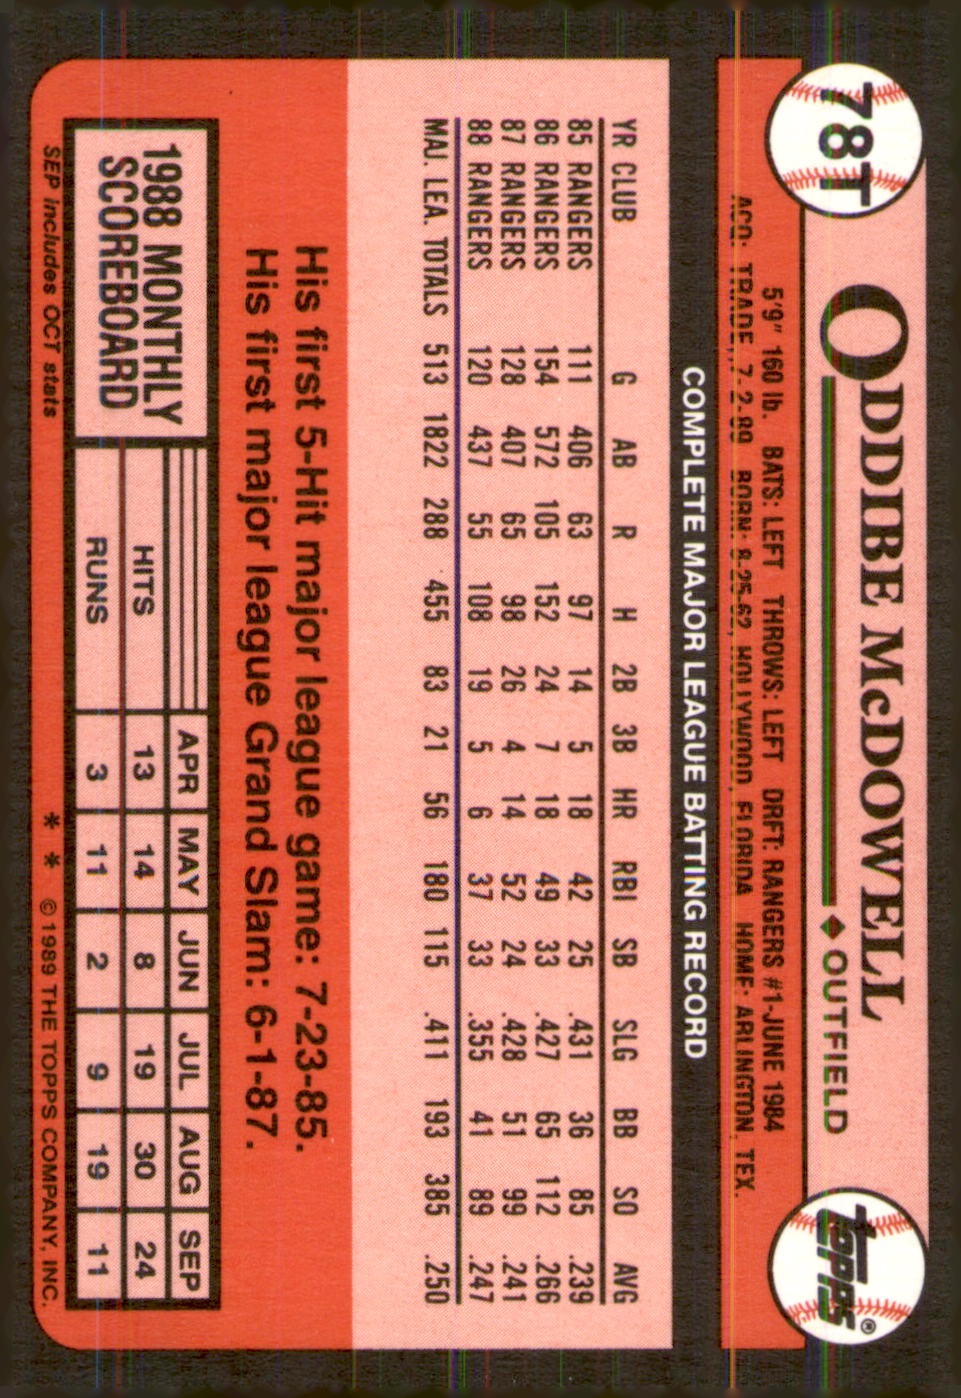 78T
ODDIBE McDOWELL
OUTFIELD
TOPPS®
5'9" 160 lb. BATS: LEFT THROWS: LEFT DRFT: RANGERS #1-JUNE 1984
ACQ: TRADE, 7-2-89 BORN: 8-25-62, HOLLYWOOD, FLORIDA HOME: ARLINGTON, TEX.
COMPLETE MAJOR LEAGUE BATTING RECORD
YR CLUB G AB R H 2B 3B HR RBI SB SLG BB SO AVG
85 RANGERS 111 406 63 97 14 5 18 42 25 .431 36 85 .239
86 RANGERS 154 572 105 152 24 7 18 49 33 .427 65 112 .266
87 RANGERS 128 407 65 98 26 4 14 52 24 .428 51 99 .241
88 RANGERS 120 437 55 108 19 5 6 37 33 .355 41 89 .247
MAJ. LEA. TOTALS 513 1822 288 455 83 21 56 180 115 .411 193 385 .250
His first 5-Hit major league game: 7-23-85.
His first major league Grand Slam: 6-1-87.
1988 MONTHLY
SCOREBOARD
APR MAY JUN JUL AUG SEP
HITS 13 14 8 19 30 24
RUNS 3 11 2 9 19 11
SEP includes OCT stats
* * © 1989 THE TOPPS COMPANY, INC.